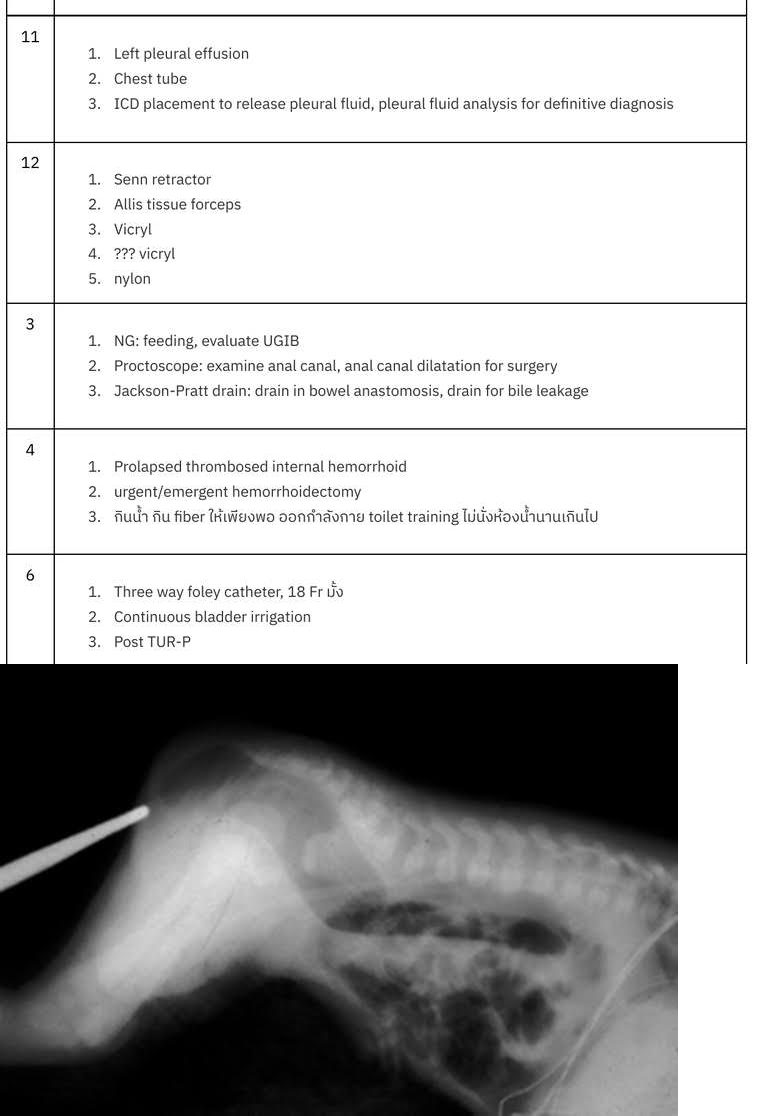 11
1. Left pleural effusion
2. Chest tube
3. ICD placement to release pleural fluid, pleural fluid analysis for definitive diagnosis
12
1. Senn retractor
2. Allis tissue forceps
3. Vicryl
4. ??? vicryl
5. nylon
3
1. NG: feeding, evaluate UGIB
2. Proctoscope: examine anal canal, anal canal dilatation for surgery
3. Jackson-Pratt drain: drain in bowel anastomosis, drain for bile leakage
4
1. Prolapsed thrombosed internal hemorrhoid
2. urgent/emergent hemorrhoidectomy
3. กินน้ำ กิน fiber ให้เพียงพอ ออกกำลังกาย toilet training ไม่นั่งห้องน้ำนานเกินไป
6
1. Three way foley catheter, 18 Fr มั้ง
2. Continuous bladder irrigation
3. Post TUR-P